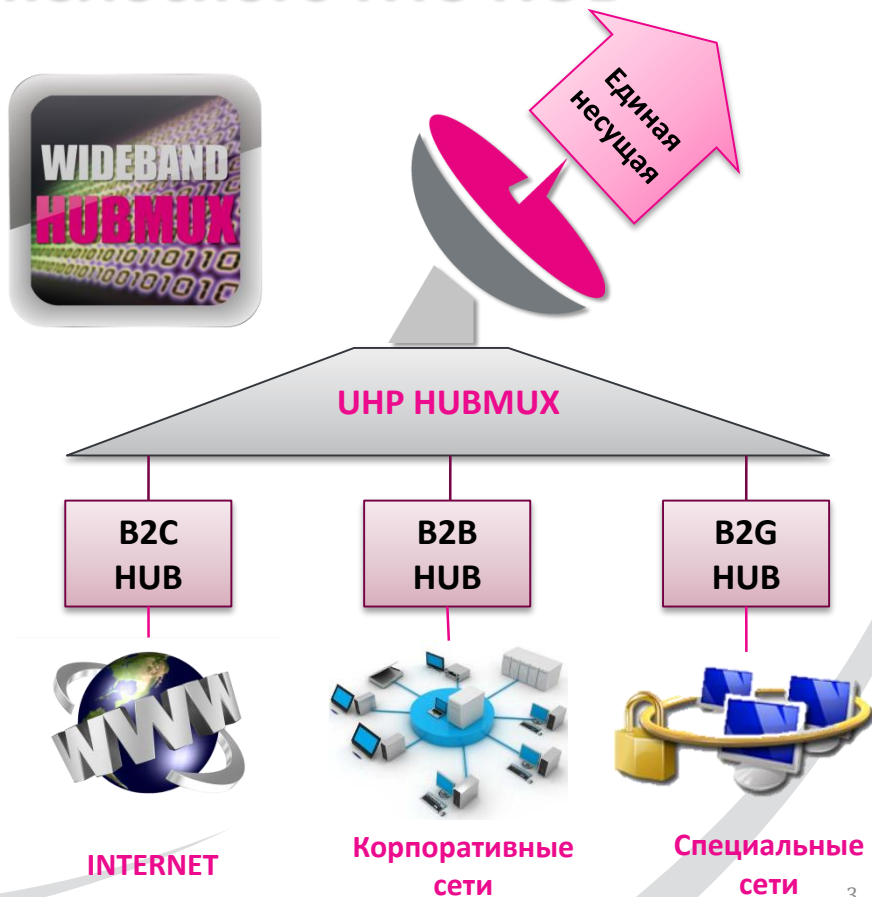 WIDEBAND
HUBMUX
Единая
несущая
UHP HUBMUX
B2C
HUB
B2B
HUB
B2G
HUB
WWW
INTERNET
Корпоративные
сети
Специальные
сети
3